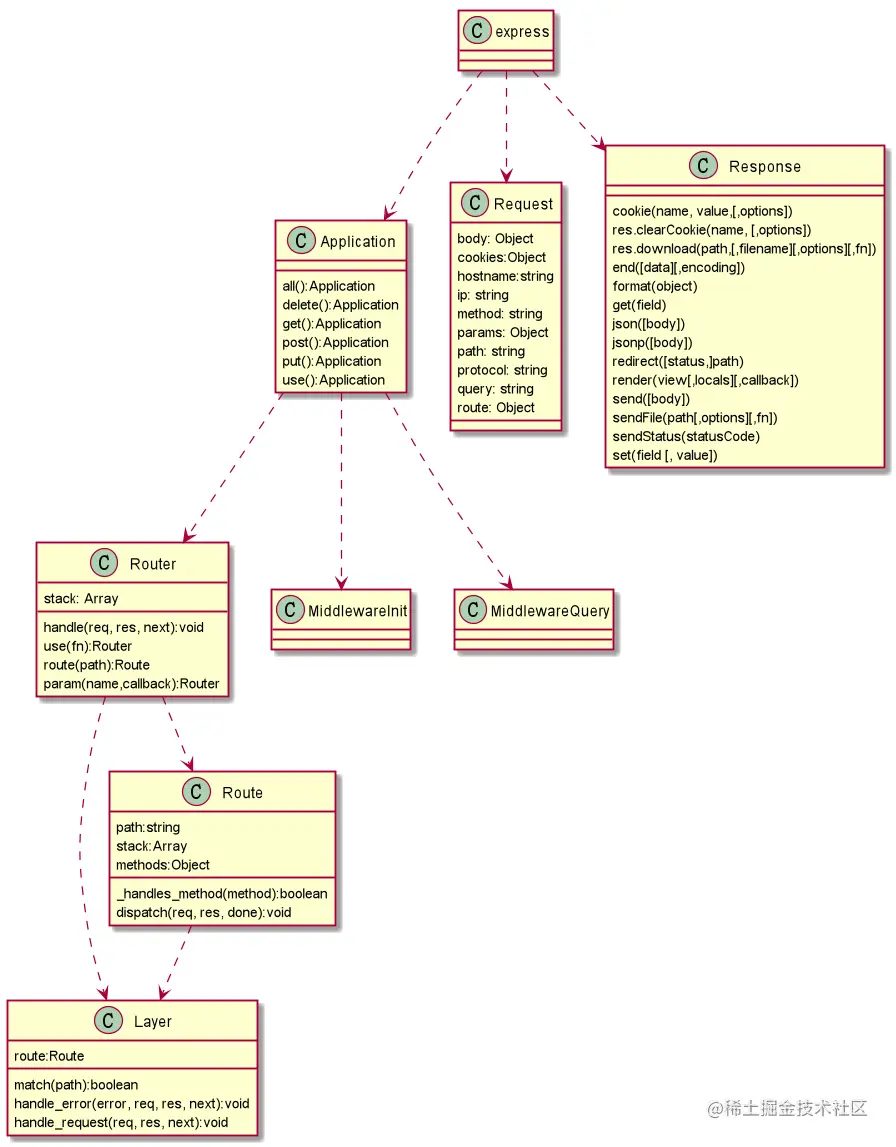 C express
C Application
all():Application
delete():Application
get():Application
post():Application
put():Application
use():Application
C Request
body: Object
cookies:Object
hostname:string
ip: string
method: string
params: Object
path: string
protocol: string
query: string
route: Object
C Response
cookie(name, value,[,options])
res.clearCookie(name, [,options])
res.download(path,[,filename][,options][,fn])
end([data][,encoding])
format(object)
get(field)
json([body])
jsonp([body])
redirect([status,]path)
render(view[,locals][,callback])
send([body])
sendFile(path[,options][,fn])
sendStatus(statusCode)
set(field [, value])
C Router
stack: Array
handle(req, res, next):void
use(fn):Router
route(path):Route
param(name,callback):Router
C MiddlewareInit
C MiddlewareQuery
C Route
path:string
stack:Array
methods:Object
_handles_method(method):boolean
dispatch(req, res, done):void
C Layer
route:Route
match(path):boolean
handle_error(error, req, res, next):void
handle_request(req, res, next):void
@稀土掘金技术社区